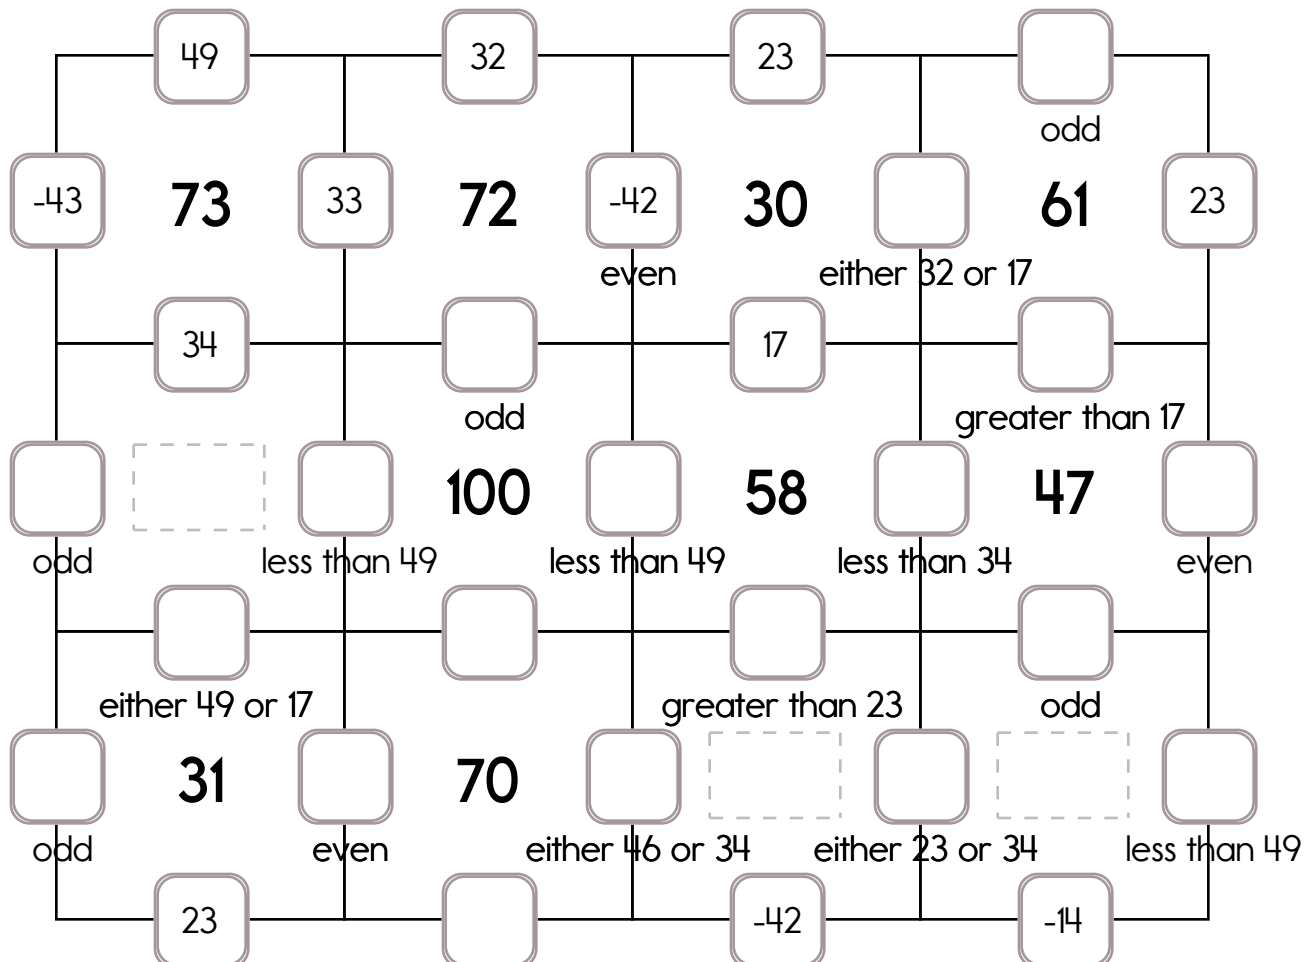 49 32 23
odd
-43 73 33 72 -42 30 61 23
even either 32 or 17
34 17
odd greater than 17
100 58 47
odd less than 49 less than 49 less than 34 even
either 49 or 17 greater than 23 odd
31 70
odd even either 46 or 34 either 23 or 34 less than 49
23 -42 -14